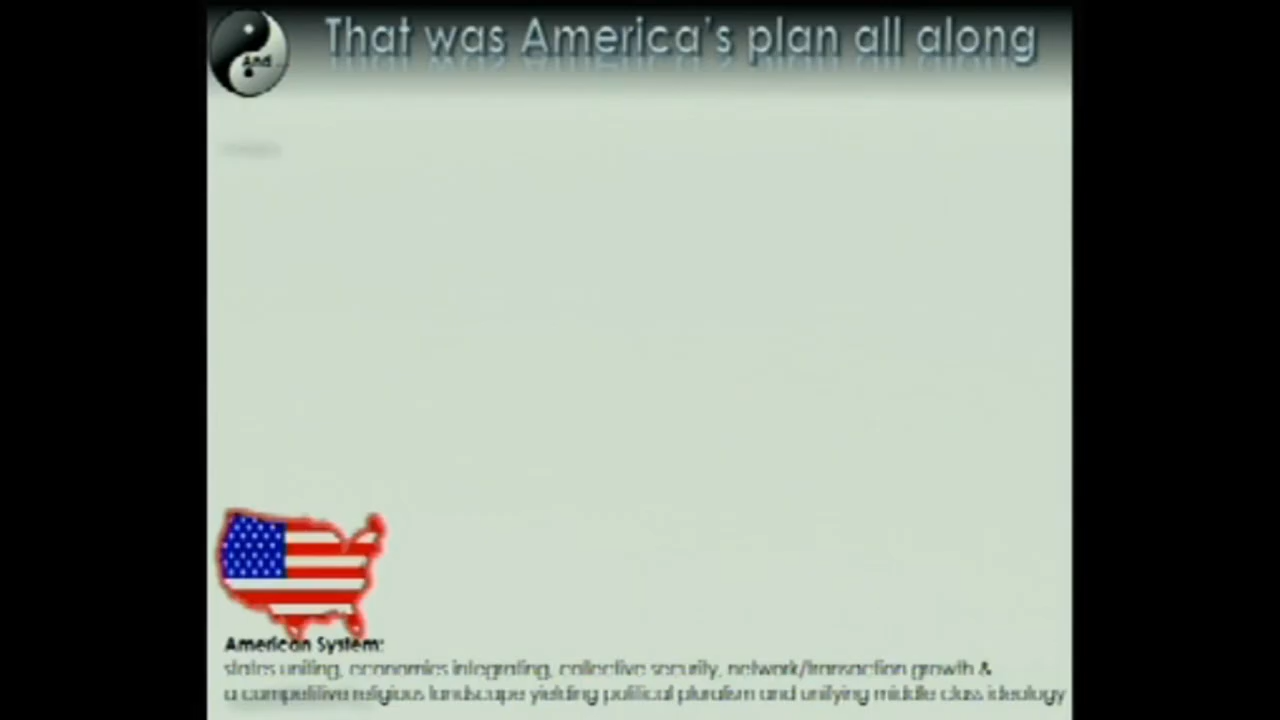 And
That was America's plan all along
American System:
states uniting, economies integrating, collective security, network/transaction growth &
a competitive religious landscape yielding political pluralism and unifying middle class ideology